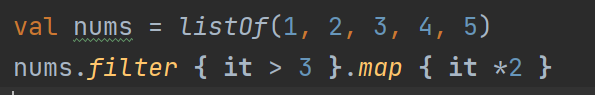 val nums = listOf(1, 2, 3, 4, 5)
nums.filter { it > 3 }.map { it *2 }